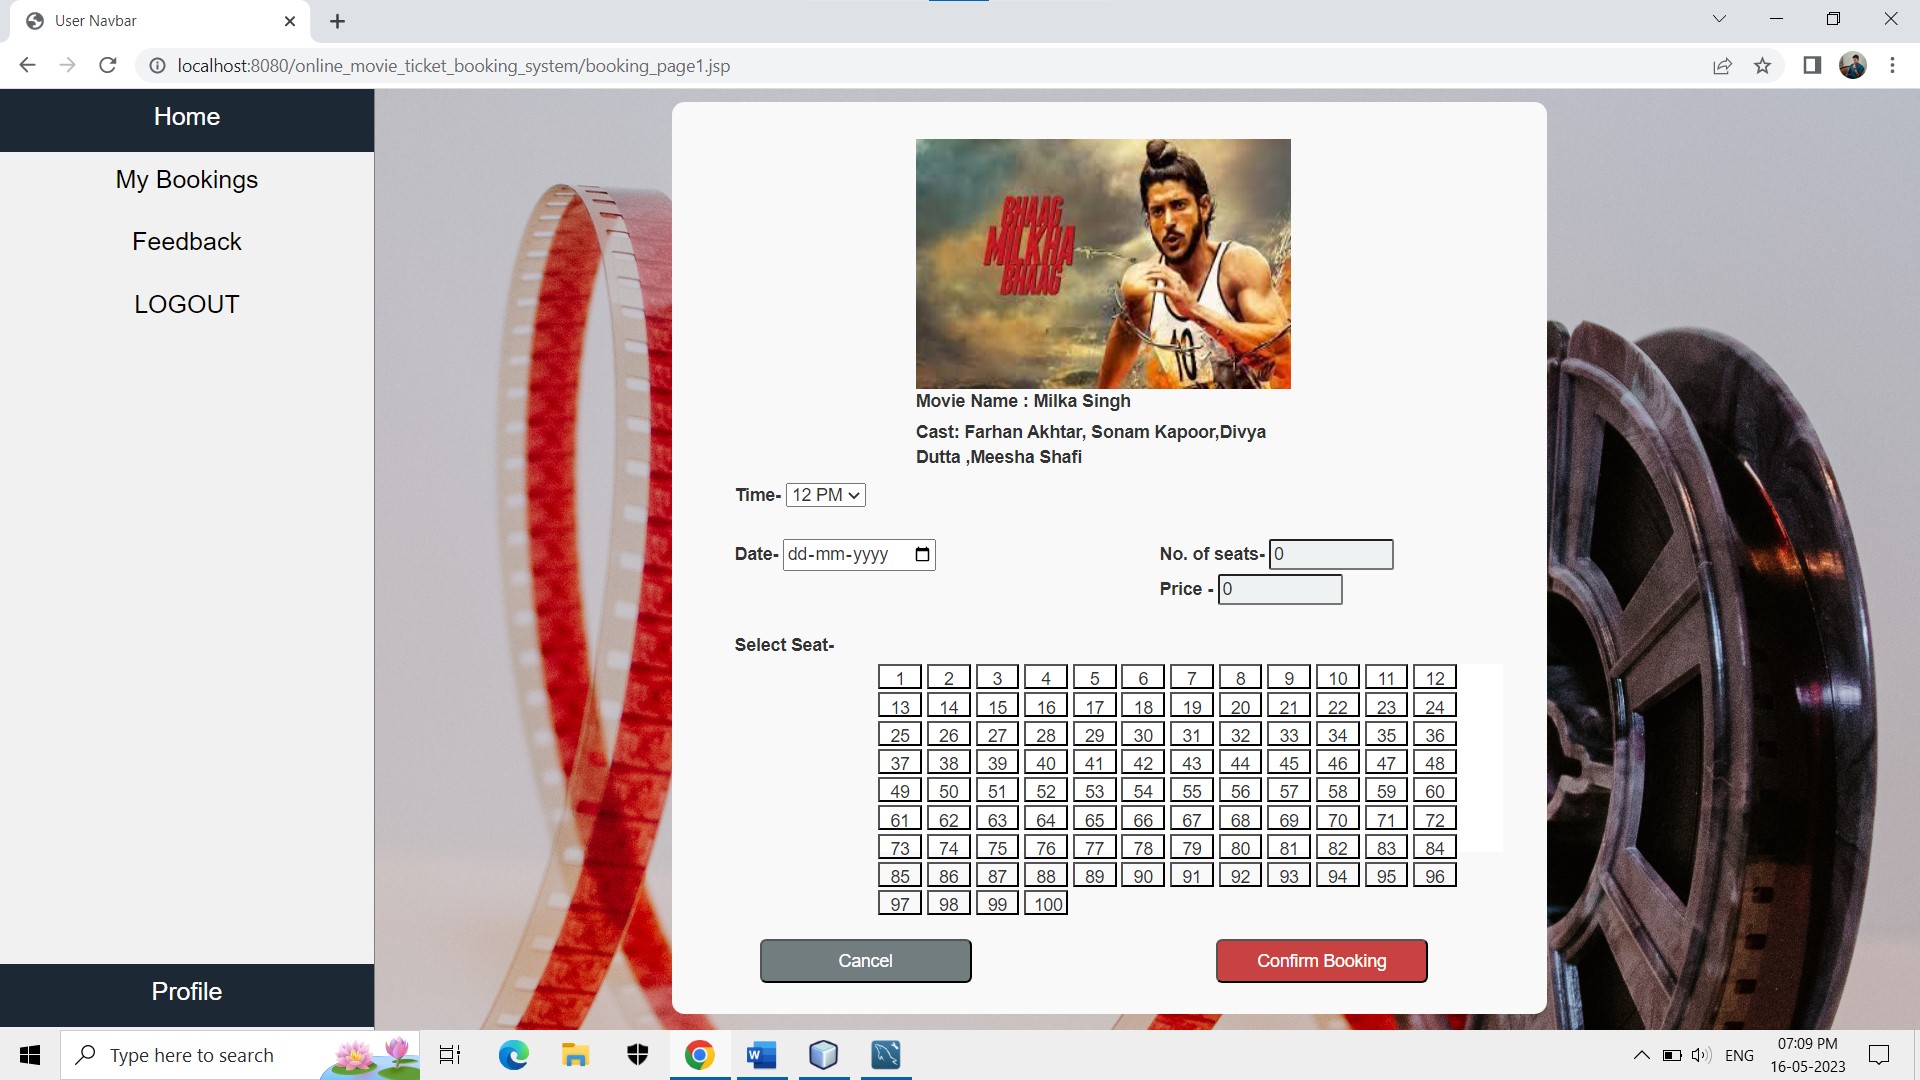 User Navbar
localhost:8080/online_movie_ticket_booking_system/booking_page1.jsp
Home
My Bookings
Feedback
LOGOUT
Profile
BHAAG
MILKHA
BHAAG
10
Movie Name : Milka Singh
Cast: Farhan Akhtar, Sonam Kapoor,Divya
Dutta ,Meesha Shafi
Time- 12 PM
Date- dd-mm-yyyy
No. of seats- 0
Price - 0
Select Seat-
1 2 3 4 5 6 7 8 9 10 11 12
13 14 15 16 17 18 19 20 21 22 23 24
25 26 27 28 29 30 31 32 33 34 35 36
37 38 39 40 41 42 43 44 45 46 47 48
49 50 51 52 53 54 55 56 57 58 59 60
61 62 63 64 65 66 67 68 69 70 71 72
73 74 75 76 77 78 79 80 81 82 83 84
85 86 87 88 89 90 91 92 93 94 95 96
97 98 99 100
Cancel
Confirm Booking
Type here to search
W
ENG
07:09 PM
16-05-2023